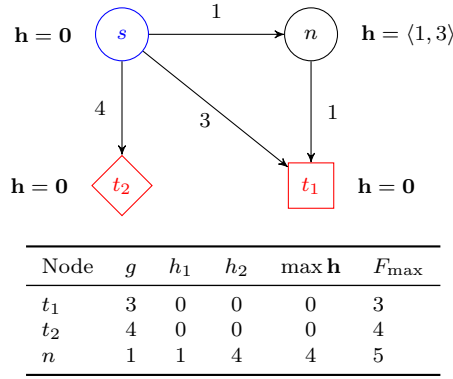 1
h = 0 s n h = ⟨1, 3⟩
4 3 1
h = 0 t₂ t₁ h = 0
Node g h₁ h₂ max h F_max
t₁ 3 0 0 0 3
t₂ 4 0 0 0 4
n 1 1 4 4 5